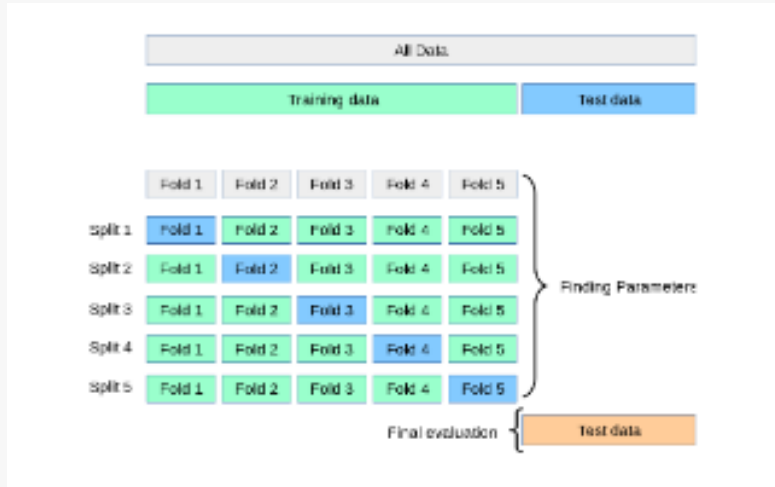 All Data
Training data Test data
Fold 1 Fold 2 Fold 3 Fold 4 Fold 5
Split 1 Fold 1 Fold 2 Fold 3 Fold 4 Fold 5
Split 2 Fold 1 Fold 2 Fold 3 Fold 4 Fold 5
Finding Parameters
Split 3 Fold 1 Fold 2 Fold 3 Fold 4 Fold 5
Split 4 Fold 1 Fold 2 Fold 3 Fold 4 Fold 5
Split 5 Fold 1 Fold 2 Fold 3 Fold 4 Fold 5
Final evaluation Test data